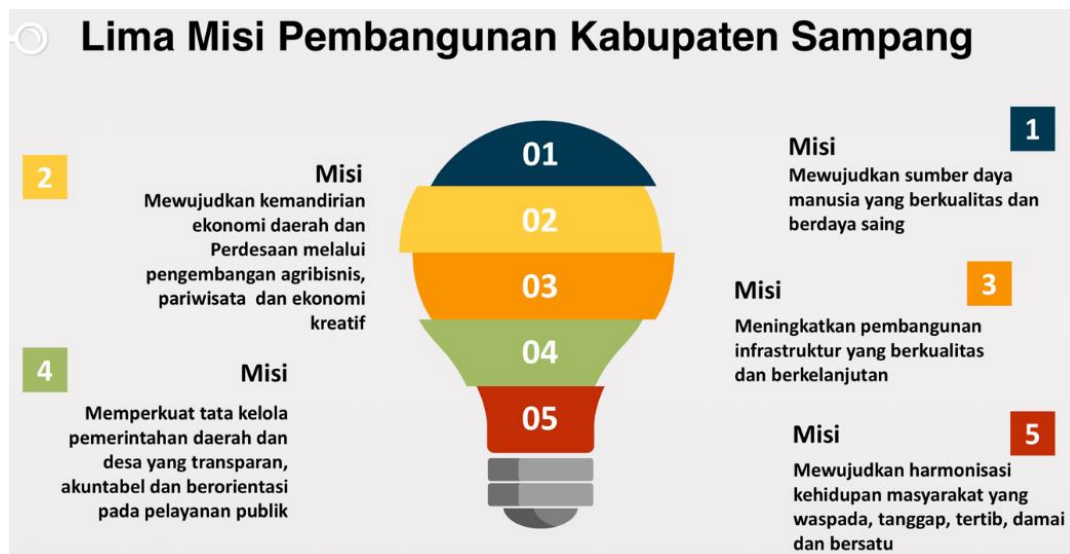 Lima Misi Pembangunan Kabupaten Sampang
1
Misi
Mewujudkan sumber daya
manusia yang berkualitas dan
berdaya saing
2
Misi
Mewujudkan kemandirian
ekonomi daerah dan
Perdesaan melalui
pengembangan agribisnis,
pariwisata dan ekonomi
kreatif
3
Misi
Meningkatkan pembangunan
infrastruktur yang berkualitas
dan berkelanjutan
4
Misi
Memperkuat tata kelola
pemerintahan daerah dan
desa yang transparan,
akuntabel dan berorientasi
pada pelayanan publik
5
Misi
Mewujudkan harmonisasi
kehidupan masyarakat yang
waspada, tanggap, tertib, damai
dan bersatu
01
02
03
04
05